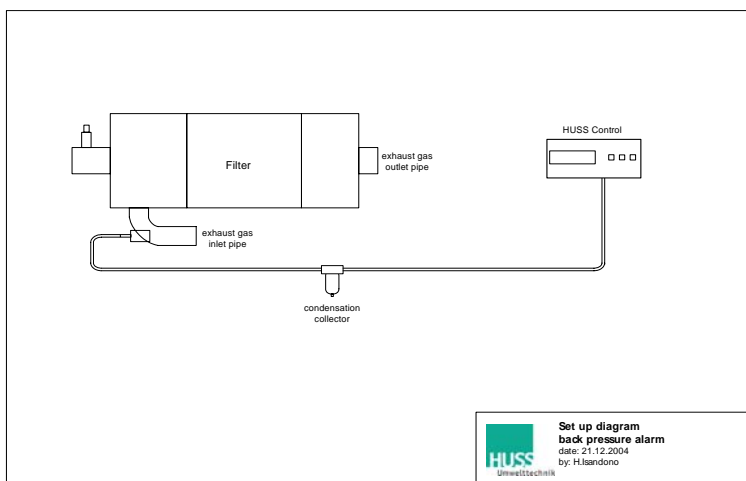 HUSS Control
Filter
exhaust gas
outlet pipe
exhaust gas
inlet pipe
condensation
collector
Set up diagram
back pressure alarm
date: 21.12.2004
by: H.Isandono
HUSS
Umwelttechnik